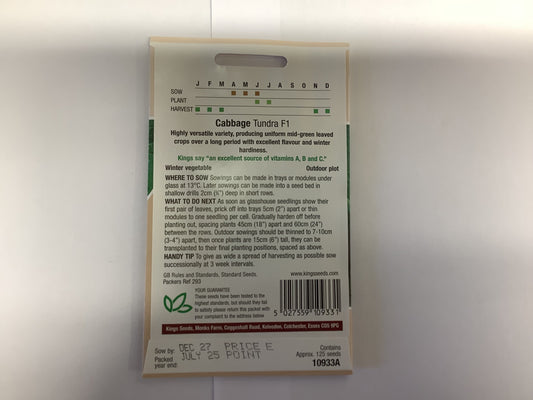 J F M A M J J A S O N D
SOW
PLANT
HARVEST
Cabbage Tundra F1
Highly versatile variety, producing uniform mid-green leaved
crops over a long period with excellent flavour and winter
hardiness.
Kings say "an excellent source of vitamins A, B and C."
Winter vegetable Outdoor plot
WHERE TO SOW Sowings can be made in trays or modules under
glass at 13°C. Later sowings can be made into a seed bed in
shallow drills 2cm (¾") deep in short rows.
WHAT TO DO NEXT As soon as glasshouse seedlings show their
first pair of leaves, prick off into trays 5cm (2") apart or thin
modules to one seedling per cell. Gradually harden off before
planting out, spacing plants 45cm (18") apart and 60cm (24")
between the rows. Outdoor sowings should be thinned to 7-10cm
(3-4") apart, then once plants are 15cm (6") tall, they can be
transplanted to their final planting positions, spaced as above.
HANDY TIP To give as wide a spread of harvesting as possible sow
successionally at 3 week intervals.
GB Rules and Standards, Standard Seeds.
Packers Ref 293
www.kingsseeds.com
YOUR GUARANTEE
These seeds have been tested to the
highest standards, but should they fail
to satisfy please return this packet with
your complaint to the address below
5 027559 109331
Kings Seeds, Monks Farm, Coggeshall Road, Kelvedon, Colchester, Essex CO5 9PG
Sow by: DEC 27 PRICE E
Packed
year end: JULY 25 POINT
Contains
Approx. 125 seeds
10933A